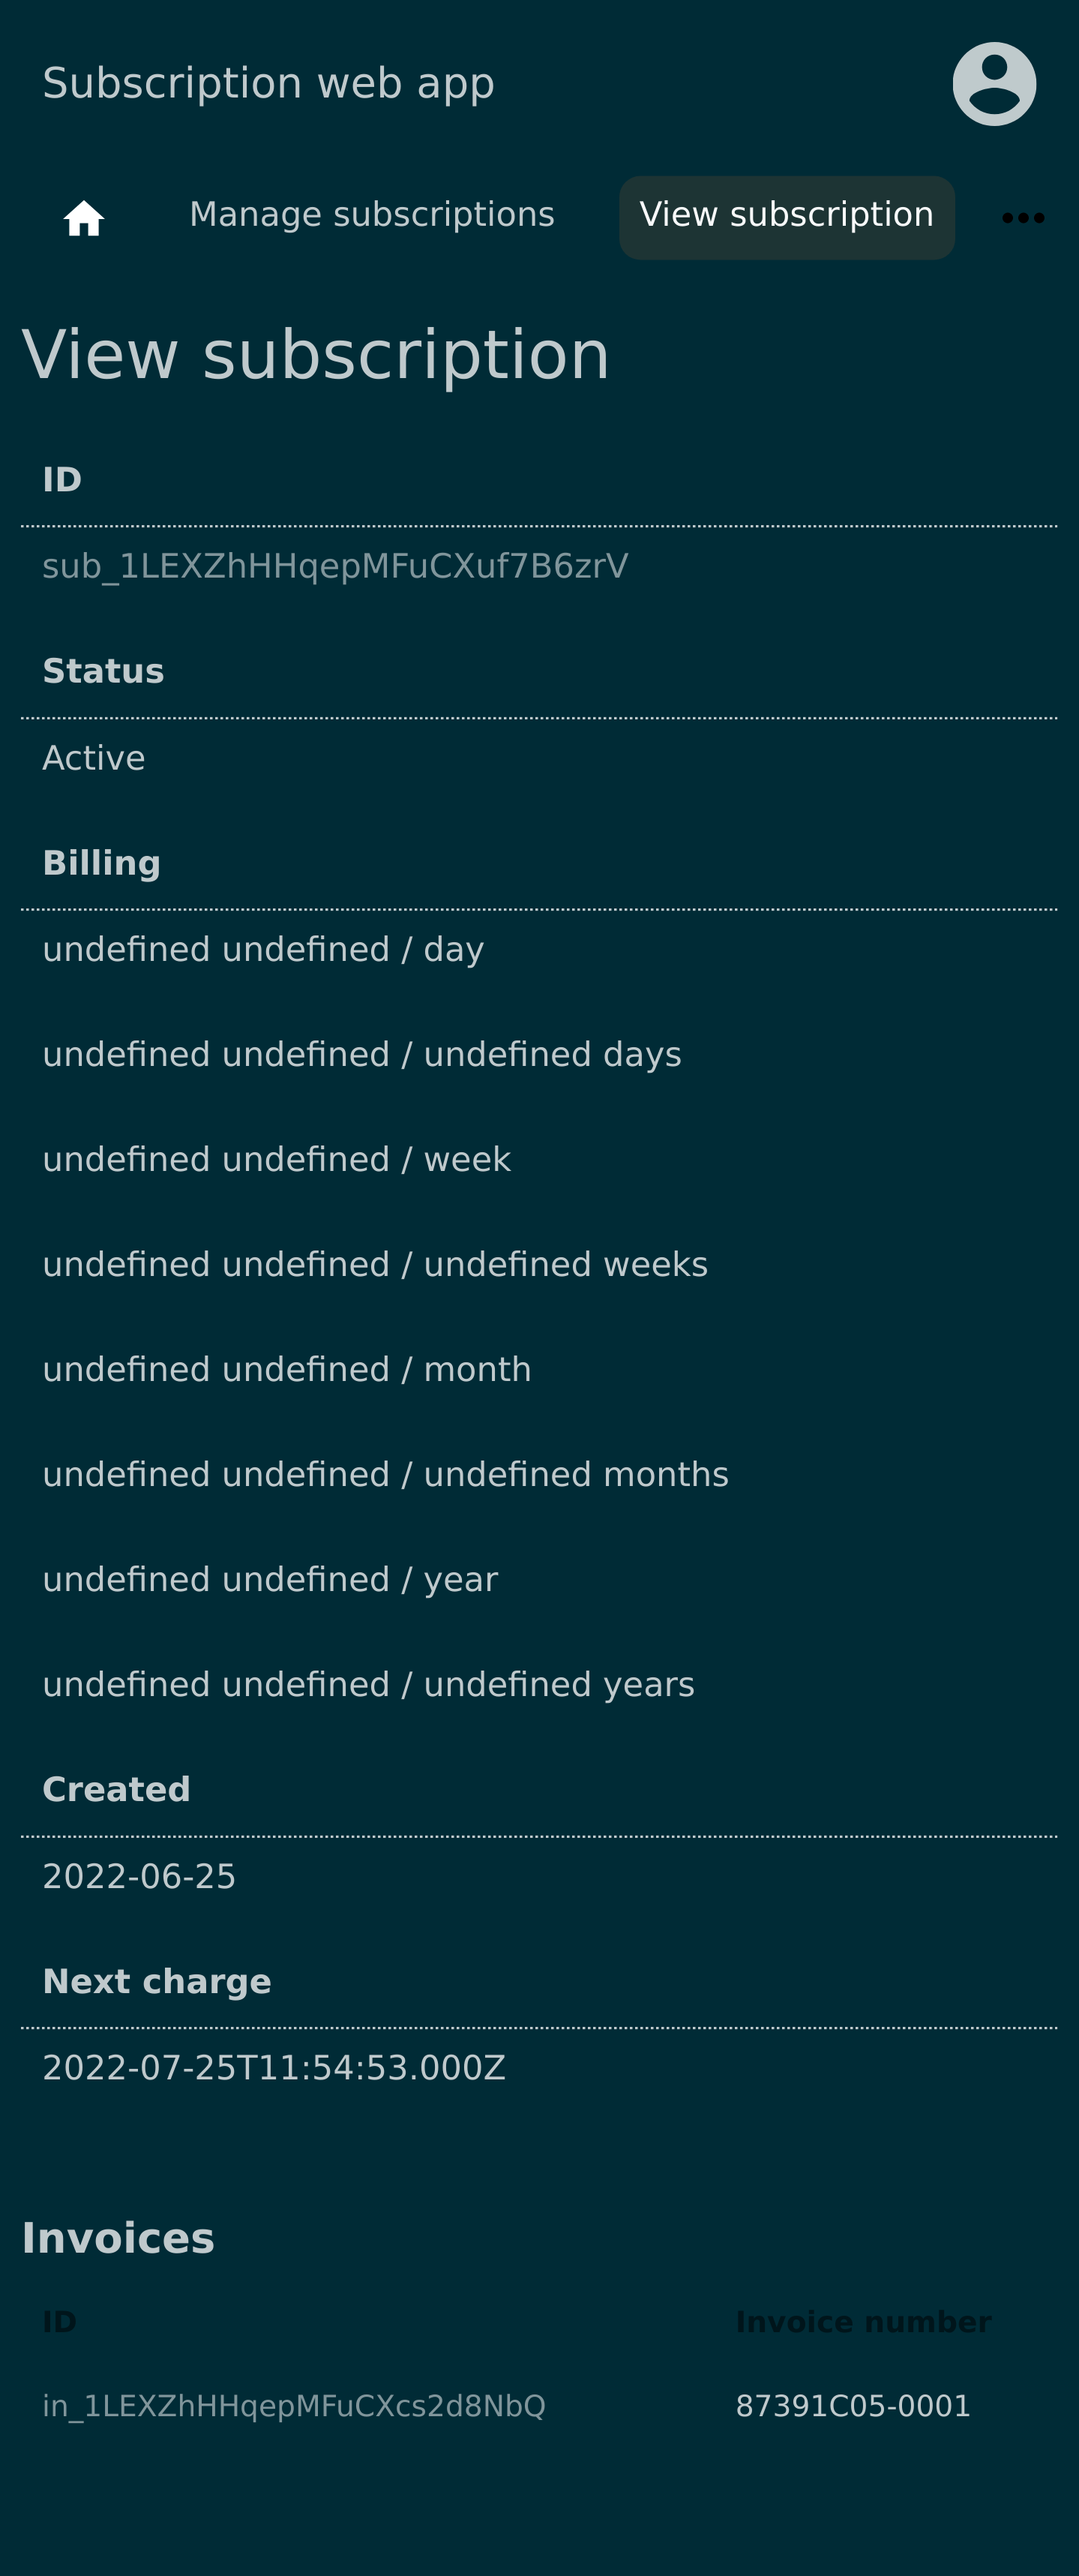 Subscription web app
Manage subscriptions
View subscription
View subscription
ID
sub_1LEXZhHHqepMFuCXuf7B6zrV
Status
Active
Billing
undefined undefined / day
undefined undefined / undefined days
undefined undefined / week
undefined undefined / undefined weeks
undefined undefined / month
undefined undefined / undefined months
undefined undefined / year
undefined undefined / undefined years
Created
2022-06-25
Next charge
2022-07-25T11:54:53.000Z
Invoices
ID Invoice number
in_1LEXZhHHqepMFuCXcs2d8NbQ 87391C05-0001